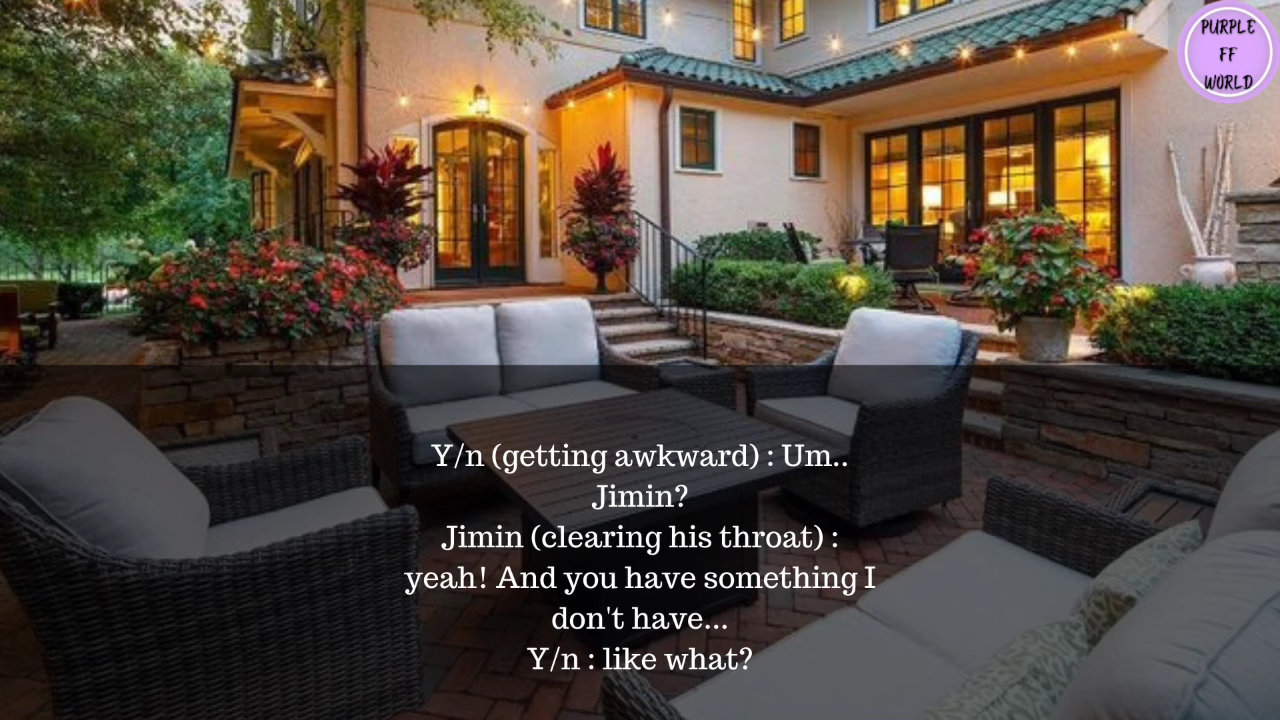 PURPLE
FF
WORLD
Y/n (getting awkward) : Um..
Jimin?
Jimin (clearing his throat) :
yeah! And you have something I
don't have...
Y/n : like what?